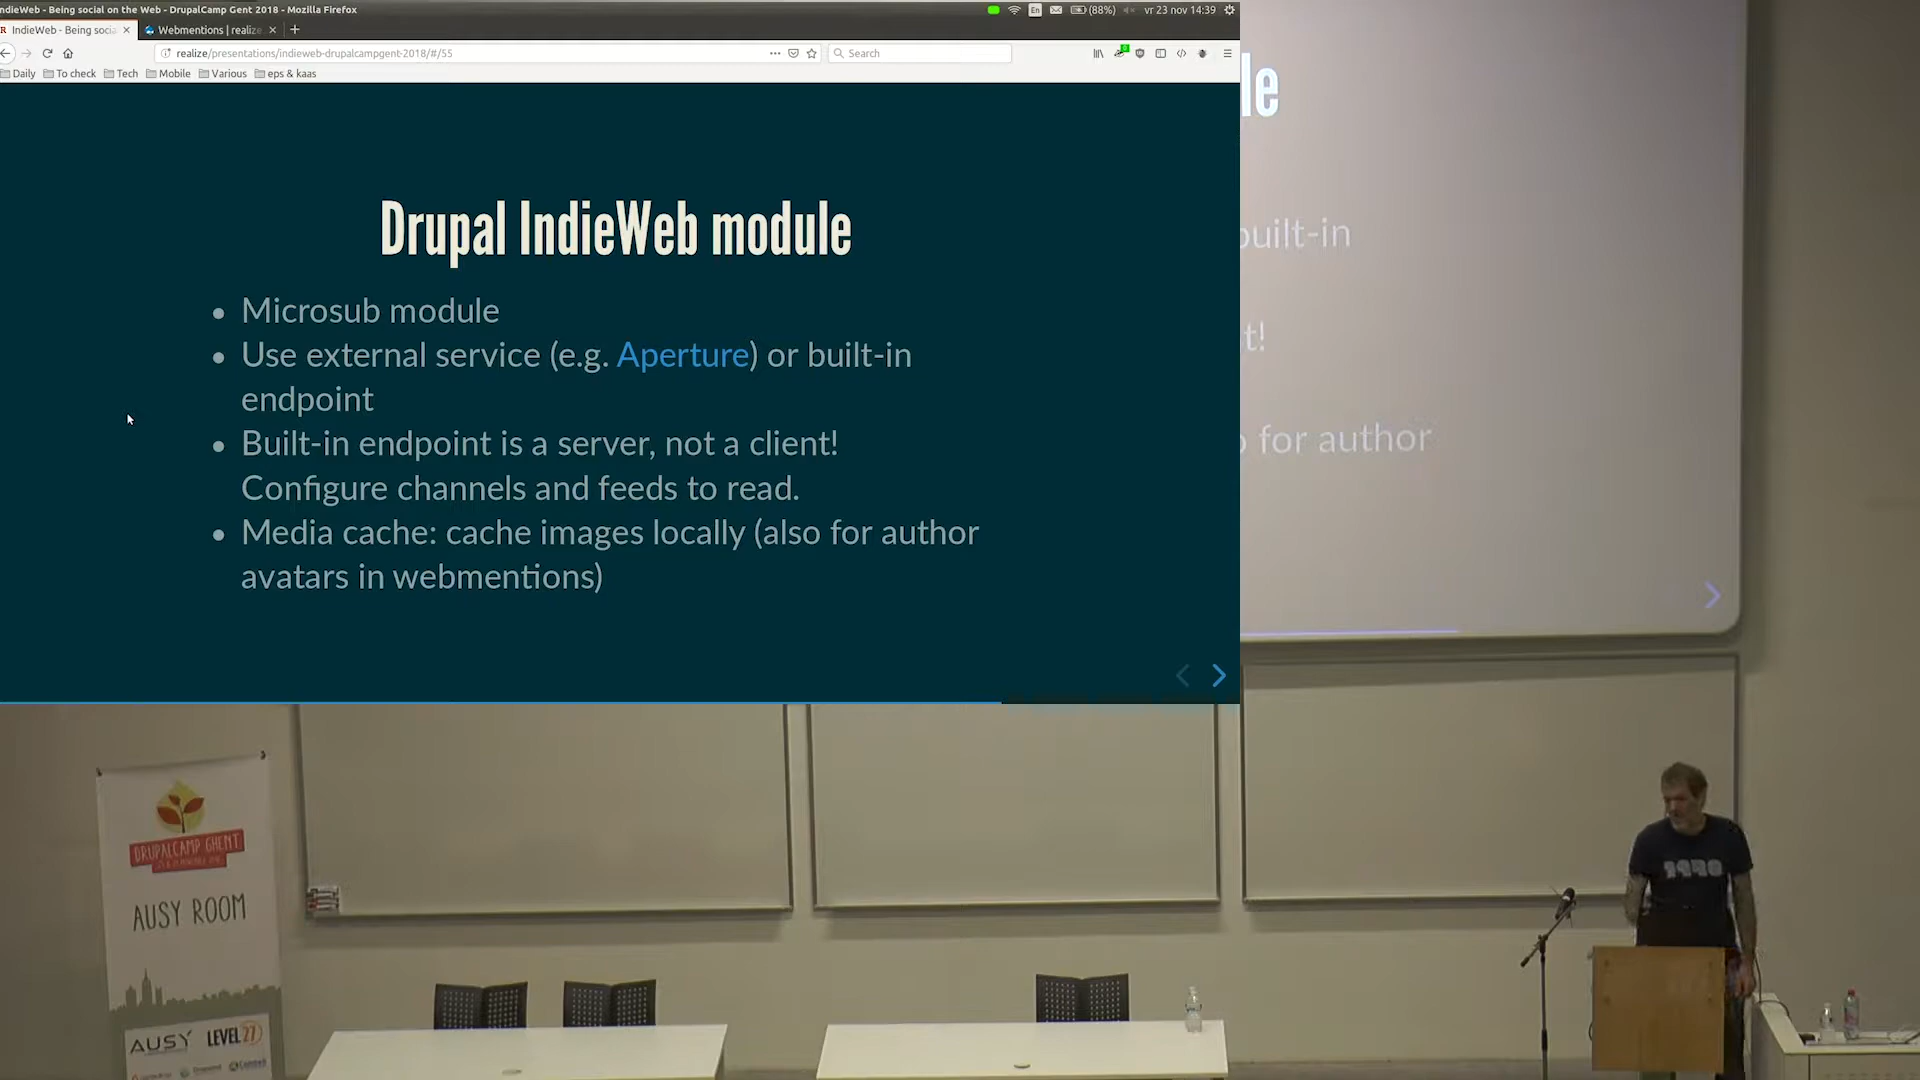 ndieWeb - Being social on the Web - DrupalCamp Gent 2018 - Mozilla Firefox
En
(88%)
vr 23 nov 14:39
IndieWeb - Being socia
Webmentions | realize
realize/presentations/indieweb-drupalcampgent-2018/#/55
Search
Daily To check Tech Mobile Various eps & kaas
Drupal IndieWeb module
• Microsub module
• Use external service (e.g. Aperture) or built-in
endpoint
• Built-in endpoint is a server, not a client!
Configure channels and feeds to read.
• Media cache: cache images locally (also for author
avatars in webmentions)
le
built-in
t!
for author
DRUPALCAMP GHENT
AUSY ROOM
AUSY LEVEL27